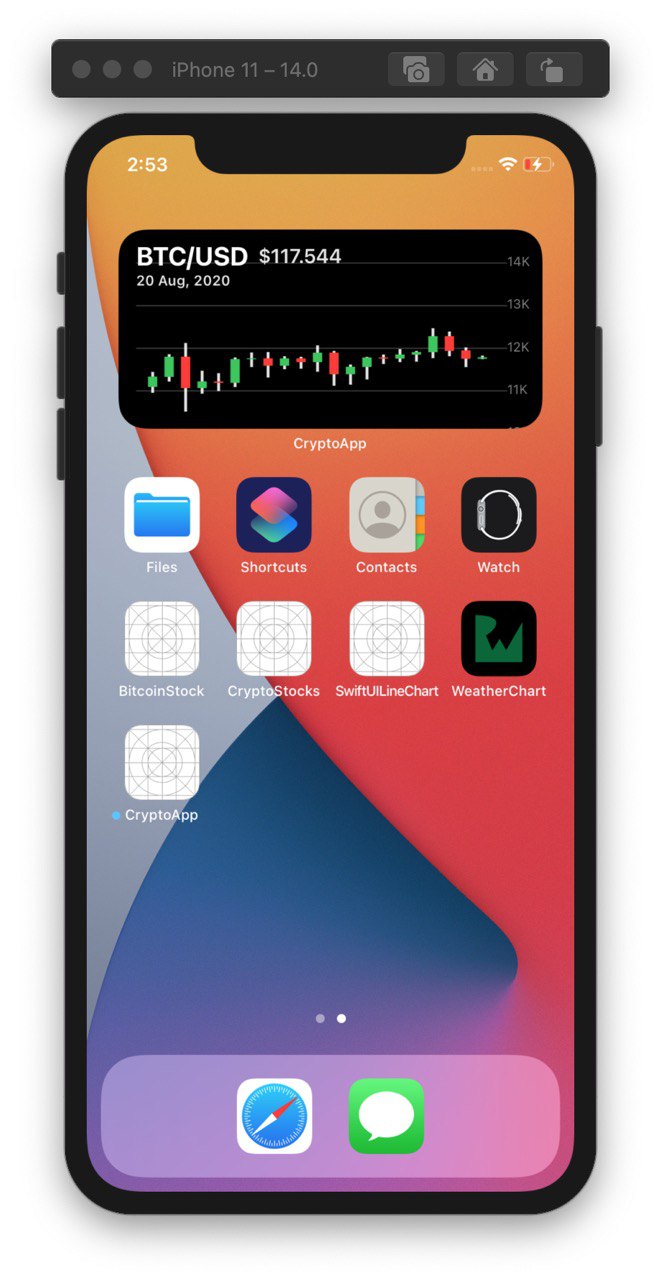 iPhone 11 – 14.0
2:53
BTC/USD $117.544
20 Aug, 2020
14K
13K
12K
11K
CryptoApp
Files Shortcuts Contacts Watch
BitcoinStock CryptoStocks SwiftUILineChart WeatherChart
CryptoApp